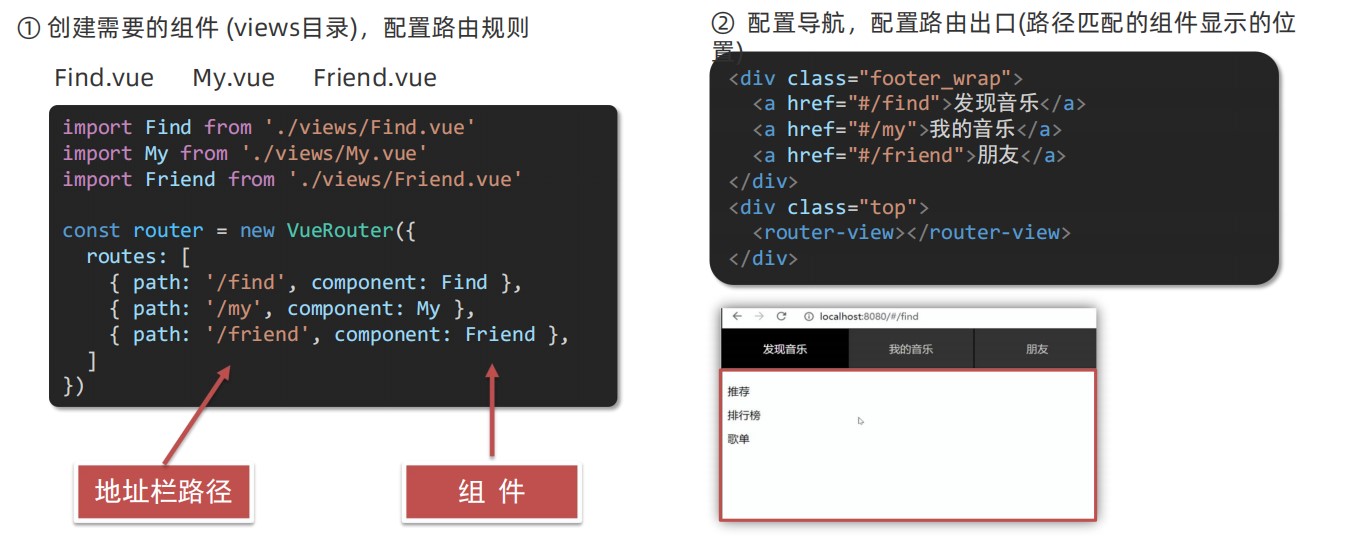 ① 创建需要的组件 (views目录)，配置路由规则
Find.vue My.vue Friend.vue
import Find from './views/Find.vue'
import My from './views/My.vue'
import Friend from './views/Friend.vue'
const router = new VueRouter({
routes: [
{ path: '/find', component: Find },
{ path: '/my', component: My },
{ path: '/friend', component: Friend },
]
})
地址栏路径
组 件
② 配置导航，配置路由出口(路径匹配的组件显示的位
置)
<div class="footer_wrap">
<a href="#/find">发现音乐</a>
<a href="#/my">我的音乐</a>
<a href="#/friend">朋友</a>
</div>
<div class="top">
<router-view></router-view>
</div>
localhost:8080/#/find
发现音乐 我的音乐 朋友
推荐
排行榜
歌单